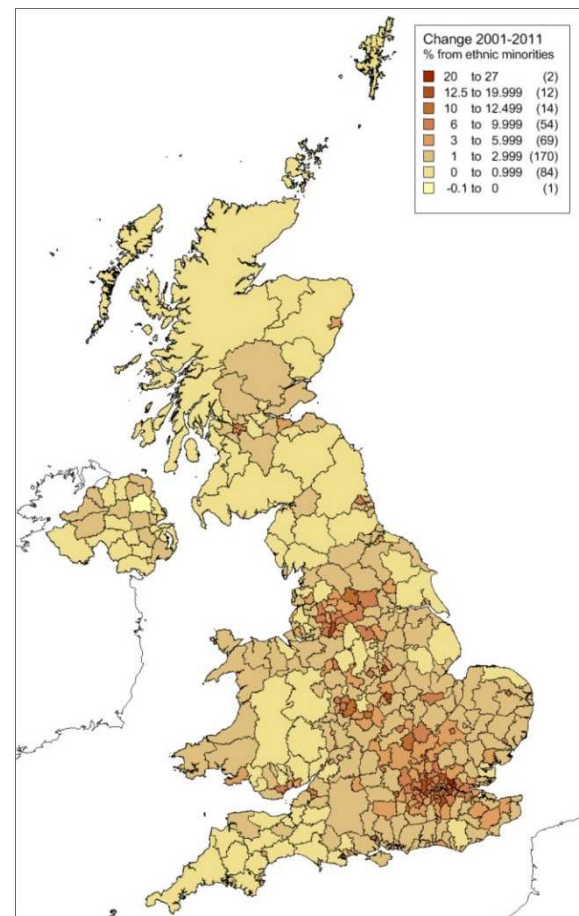 Change 2001-2011
% from ethnic minorities
20 to 27 (2)
12.5 to 19.999 (12)
10 to 12.499 (14)
6 to 9.999 (54)
3 to 5.999 (69)
1 to 2.999 (170)
0 to 0.999 (84)
-0.1 to 0 (1)